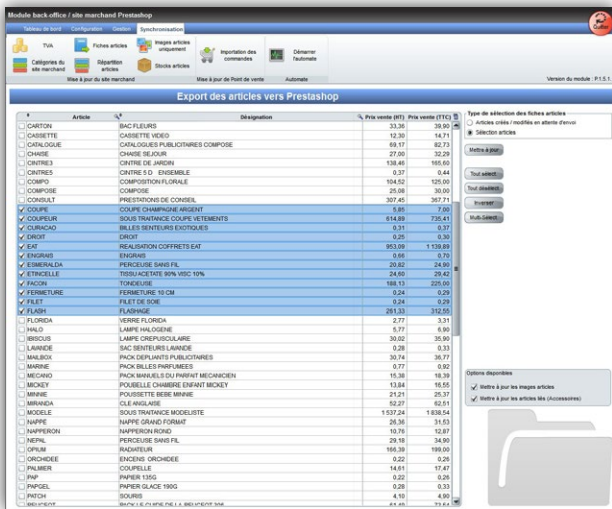 Module back-office / site marchand Prestashop
Tableau de bord Configuration Gestion Synchronisation
TVA
Fiches articles
Images articles uniquement
Catégories du site marchand
Répartition articles
Stocks articles
Importation des commandes
Démarrer l'automate
Mise à jour du site marchand Mise à jour de Point de vente Automate Version du module : P.1.5.1.
Export des articles vers Prestashop
Article Désignation Prix vente (HT) Prix vente (TTC)
CARTON BAC FLEURS 33,36 39,90
CASSETTE CASSETTE VIDEO 12,30 14,71
CATALOGUE CATALOGUES PUBLICITAIRES COMPOSE 69,17 82,73
CHAISE CHAISE SEJOUR 27,00 32,29
CINTRE3 CINTRE DE JARDIN 138,46 165,60
CINTRE5 CINTRE 5 D ENSEMBLE 0,37 0,44
COMPO COMPOSITION FLORALE 104,52 125,00
COMPOSE COMPOSE 25,08 30,00
CONSULT PRESTATIONS DE CONSEIL 307,45 367,71
COUPE COUPE CHAMPAGNE ARGENT 5,85 7,00
COUPEUR SOUS TRAITANCE COUPE VETEMENTS 614,89 735,41
CURACAO BILLES SENTEURS EXOTIQUES 0,31 0,37
DROIT DROIT 0,25 0,30
EAT REALISATION COFFRETS EAT 953,09 1 139,89
ENGRAIS ENGRAIS 0,66 0,70
ESMERALDA PERCEUSE SANS FIL 20,82 24,90
ETINCELLE TISSU ACETATE 90% VISC 10% 24,60 29,42
FACON TONDEUSE 188,13 225,00
FERMETURE FERMETURE 10 CM 0,24 0,29
FILET FILET DE SOIE 0,24 0,29
FLASH FLASHAGE 261,33 312,55
FLORIDA VERRE FLORIDA 2,77 3,31
HALO LAMPE HALOGENE 5,77 6,90
IBISCUS LAMPE CREPUSCULAIRE 30,02 35,90
LAVANDE SAC SENTEURS LAVANDE 0,28 0,33
MAILBOX PACK DEPLIANTS PUBLICITAIRES 30,74 36,77
MARINE PACK BILLES PARFUMEES 0,77 0,92
MECANO PACK MANUELS DU PARFAIT MECANICIEN 15,38 18,39
MICKEY POUBELLE CHAMBRE ENFANT MICKEY 13,84 16,55
MINNIE POUSSETTE BEBE MINNIE 21,21 25,37
MIRANDA CLE ANGLAISE 52,27 62,51
MODELE SOUS TRAITANCE MODELISTE 1 537,24 1 838,54
NAPPE NAPPE GRAND FORMAT 26,36 31,53
NAPPERON NAPPERON ROND 10,76 12,87
NEPAL PERCEUSE SANS FIL 29,18 34,90
OPIUM RADIATEUR 166,39 199,00
ORCHIDEE ENCENS ORCHIDEE 0,22 0,26
PALMIER COUPELLE 14,61 17,47
PAP PAPIER 135G 0,22 0,26
PAPGEL PAPIER GLACE 190G 0,28 0,33
PATCH SOURIS 4,10 4,90
Type de sélection des fiches articles
Articles créés / modifiés en attente d'envoi
Sélection articles
Mettre à jour
Tout sélect.
Tout désélect.
Inverser
Multi-Sélect.
Options disponibles
Mettre à jour les images articles
Mettre à jour les articles liés (Accessoires)